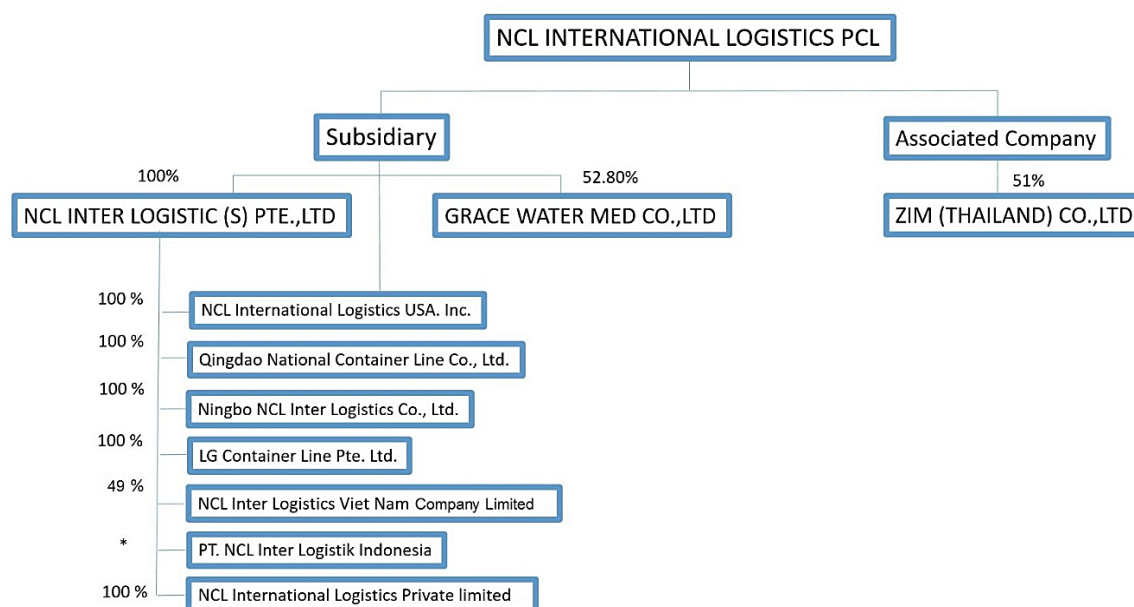 NCL INTERNATIONAL LOGISTICS PCL
Subsidiary
Associated Company
100%
52.80%
51%
NCL INTER LOGISTIC (S) PTE.,LTD
GRACE WATER MED CO.,LTD
ZIM (THAILAND) CO.,LTD
100 %
NCL International Logistics USA. Inc.
100 %
Qingdao National Container Line Co., Ltd.
100 %
Ningbo NCL Inter Logistics Co., Ltd.
100 %
LG Container Line Pte. Ltd.
49 %
NCL Inter Logistics Viet Nam Company Limited
*
PT. NCL Inter Logistik Indonesia
100 %
NCL International Logistics Private limited